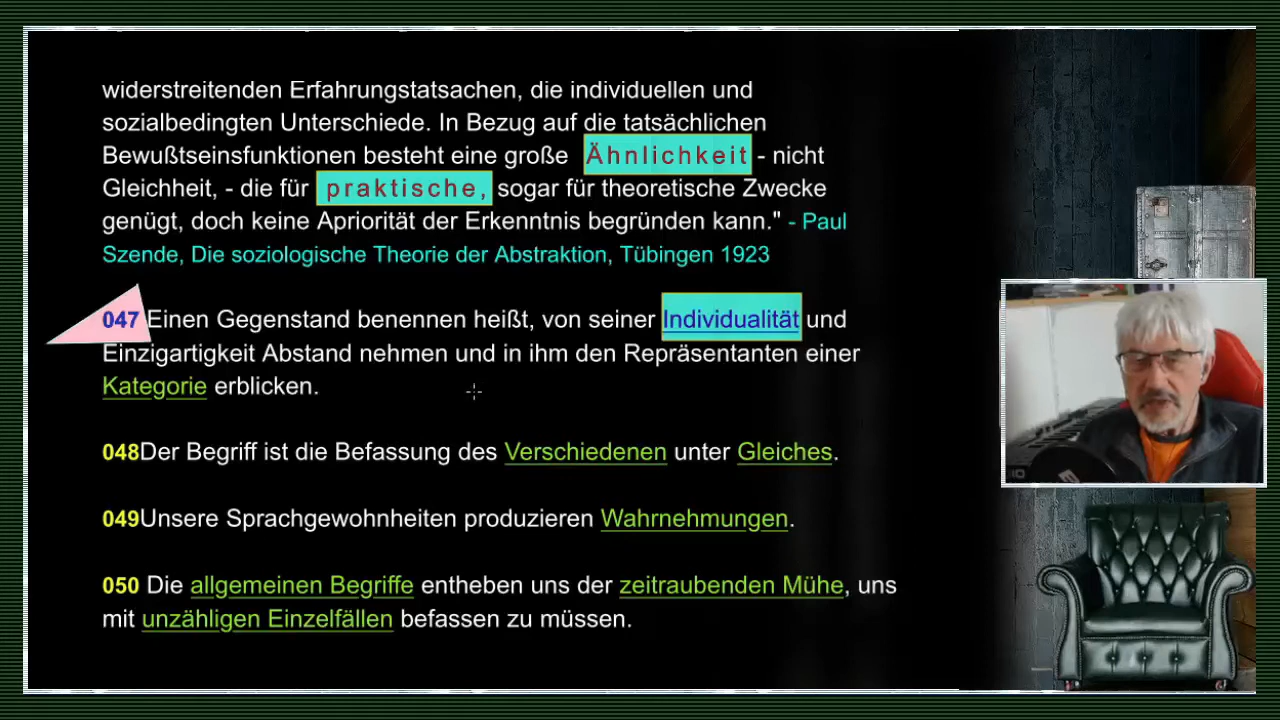 widerstreitenden Erfahrungstatsachen, die individuellen und
sozialbedingten Unterschiede. In Bezug auf die tatsächlichen
Bewußtseinsfunktionen besteht eine große Ähnlichkeit - nicht
Gleichheit, - die für praktische, sogar für theoretische Zwecke
genügt, doch keine Apriorität der Erkenntnis begründen kann." - Paul
Szende, Die soziologische Theorie der Abstraktion, Tübingen 1923
047 Einen Gegenstand benennen heißt, von seiner Individualität und
Einzigartigkeit Abstand nehmen und in ihm den Repräsentanten einer
Kategorie erblicken.
048Der Begriff ist die Befassung des Verschiedenen unter Gleiches.
049Unsere Sprachgewohnheiten produzieren Wahrnehmungen.
050 Die allgemeinen Begriffe entheben uns der zeitraubenden Mühe, uns
mit unzähligen Einzelfällen befassen zu müssen.